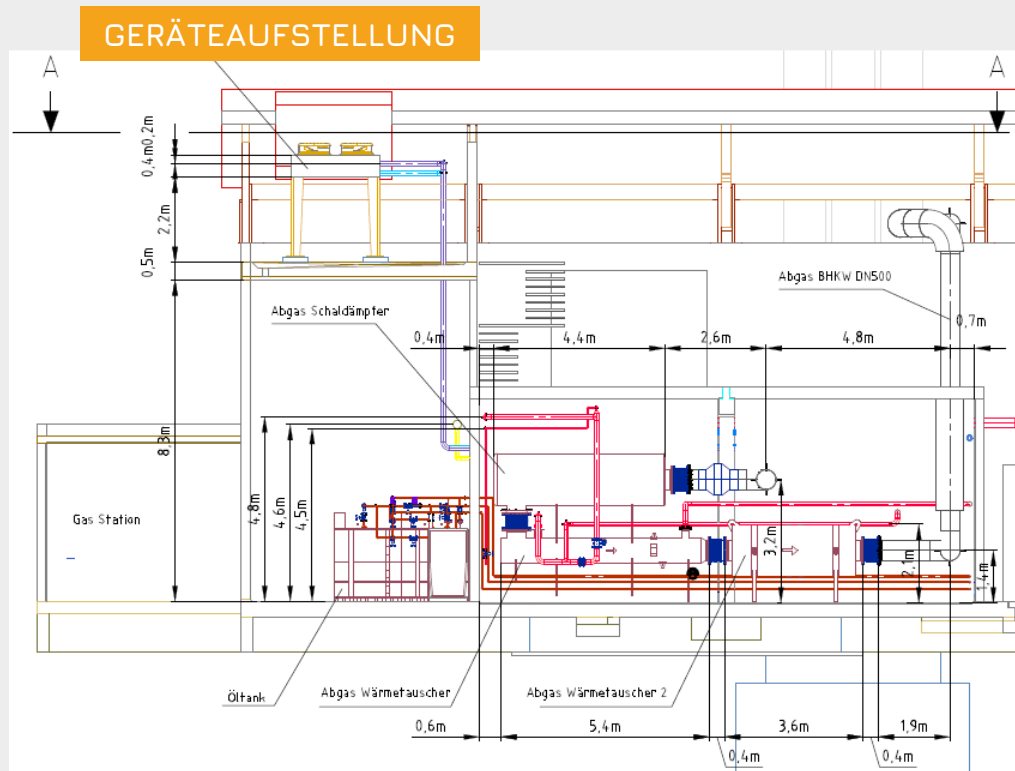 GERÄTEAUFSTELLUNG
A
A
0,2m
0,4m
2,2m
0,5m
Abgas BHKW DN500
Abgas Schaldämpfer
0,7m
0,4m
4,4m
2,6m
4,8m
8,3m
4,8m
4,6m
4,5m
Gas Station
3,2m
2,1m
1,4m
Öltank
Abgas Wärmetauscher
Abgas Wärmetauscher 2
0,6m
5,4m
3,6m
1,9m
0,4m
0,4m